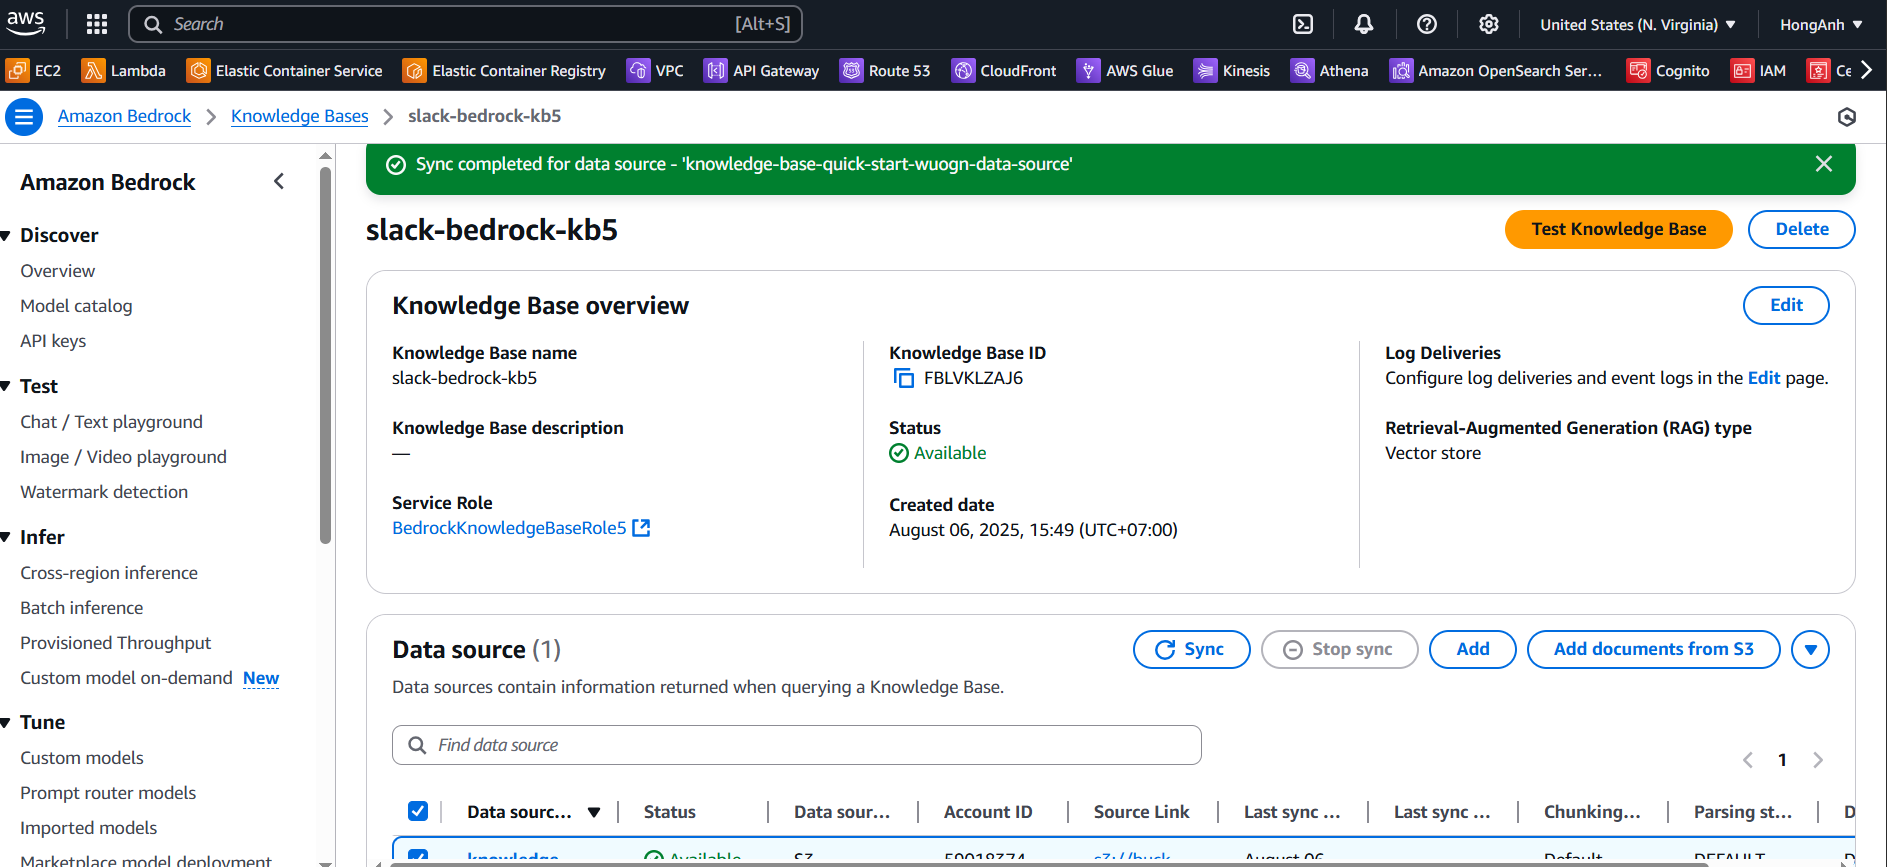 aws
Search
[Alt+S]
United States (N. Virginia)
HongAnh
EC2
Lambda
Elastic Container Service
Elastic Container Registry
VPC
API Gateway
Route 53
CloudFront
AWS Glue
Kinesis
Athena
Amazon OpenSearch Ser...
Cognito
IAM
Ce
Amazon Bedrock
Knowledge Bases
slack-bedrock-kb5
Amazon Bedrock
Discover
Overview
Model catalog
API keys
Test
Chat / Text playground
Image / Video playground
Watermark detection
Infer
Cross-region inference
Batch inference
Provisioned Throughput
Custom model on-demand New
Tune
Custom models
Prompt router models
Imported models
Marketplace model deployment
Sync completed for data source - 'knowledge-base-quick-start-wuogn-data-source'
slack-bedrock-kb5
Test Knowledge Base
Delete
Knowledge Base overview
Edit
Knowledge Base name
slack-bedrock-kb5
Knowledge Base description
—
Service Role
BedrockKnowledgeBaseRole5
Knowledge Base ID
FBLVKLZAJ6
Status
Available
Created date
August 06, 2025, 15:49 (UTC+07:00)
Log Deliveries
Configure log deliveries and event logs in the Edit page.
Retrieval-Augmented Generation (RAG) type
Vector store
Data source (1)
Sync
Stop sync
Add
Add documents from S3
Data sources contain information returned when querying a Knowledge Base.
Find data source
1
Data sourc...
Status
Data sour...
Account ID
Source Link
Last sync ...
Last sync ...
Chunking...
Parsing st...
D
knowledge
Available
S3
s3://buck
August 06
Default
DEFAULT